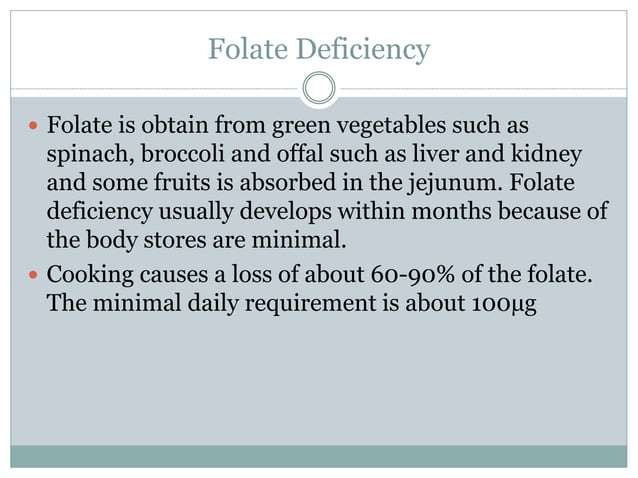 Folate Deficiency
• Folate is obtain from green vegetables such as
spinach, broccoli and offal such as liver and kidney
and some fruits is absorbed in the jejunum. Folate
deficiency usually develops within months because of
the body stores are minimal.
• Cooking causes a loss of about 60-90% of the folate.
The minimal daily requirement is about 100µg